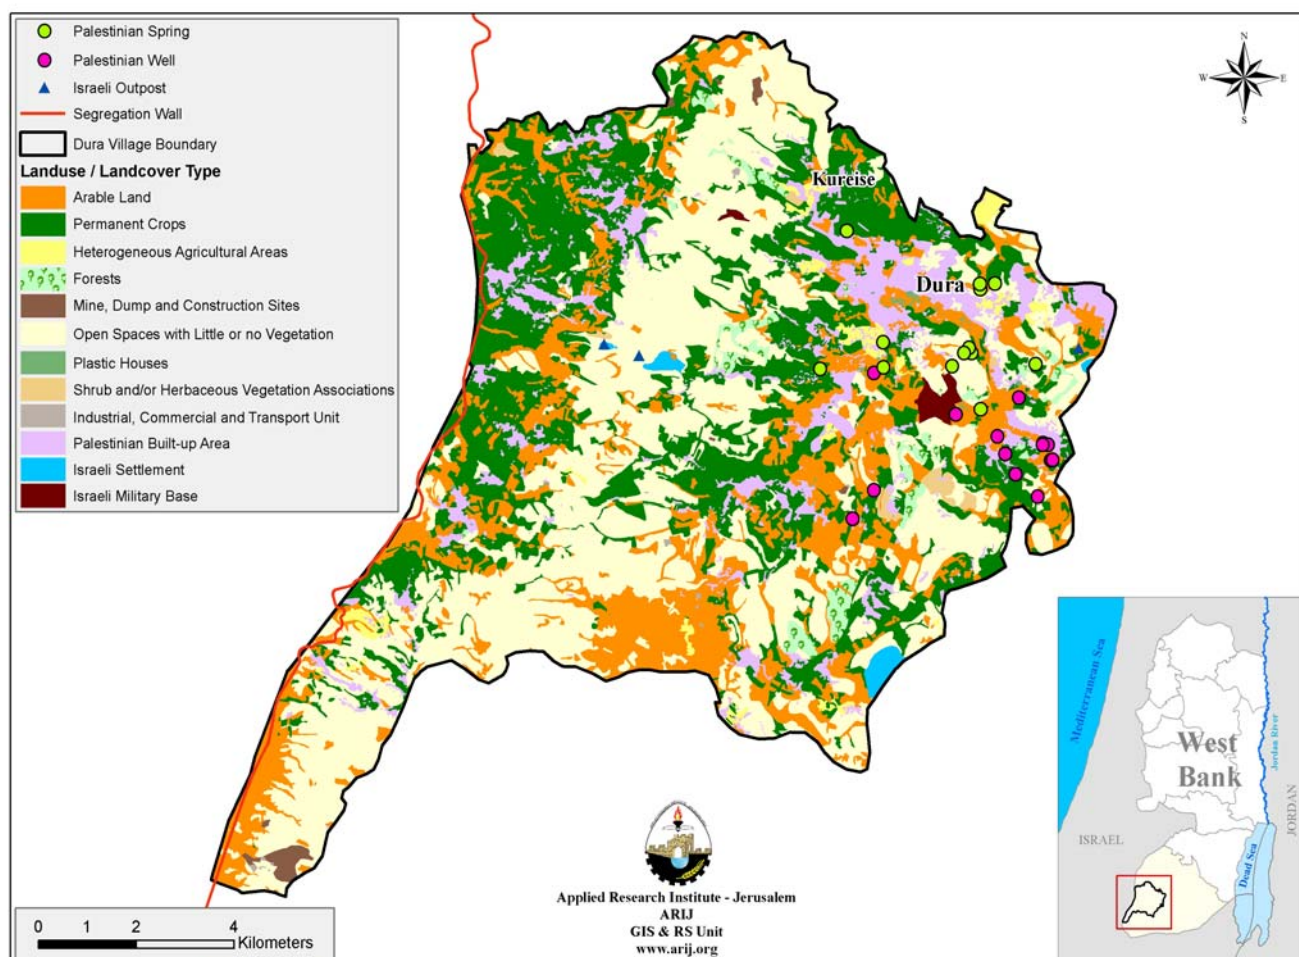 Palestinian Spring
Palestinian Well
Israeli Outpost
Segregation Wall
Dura Village Boundary
Landuse / Landcover Type
Arable Land
Permanent Crops
Heterogeneous Agricultural Areas
Forests
Mine, Dump and Construction Sites
Open Spaces with Little or no Vegetation
Plastic Houses
Shrub and/or Herbaceous Vegetation Associations
Industrial, Commercial and Transport Unit
Palestinian Built-up Area
Israeli Settlement
Israeli Military Base
N
W
E
S
Kureise
Dura
Mediterranean Sea
West
Bank
Jordan River
JORDAN
ISRAEL
Dead Sea
Applied Research Institute - Jerusalem
ARIJ
GIS & RS Unit
www.arij.org
0 1 2 4
Kilometers